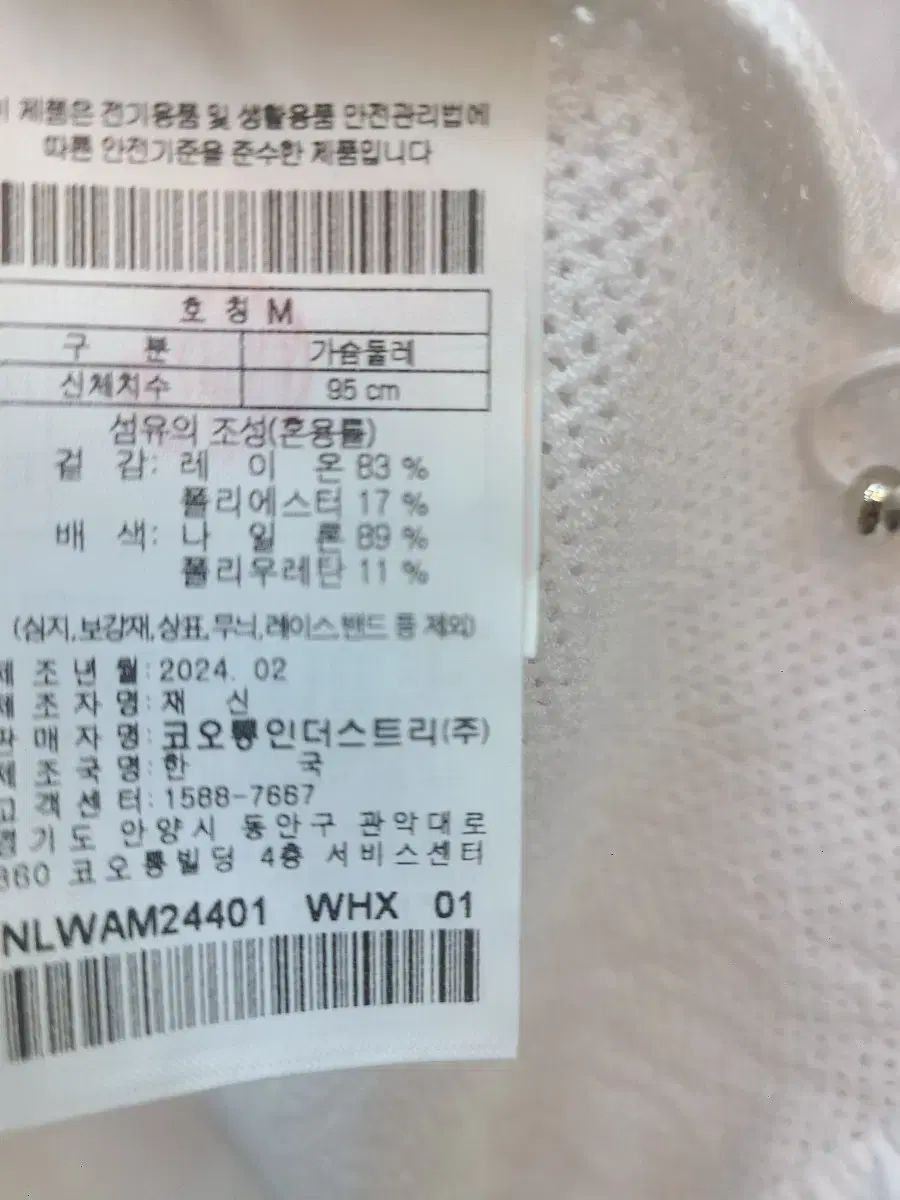 이 제품은 전기용품 및 생활용품 안전관리법에
따른 안전기준을 준수한 제품입니다
호 칭 M
구 분 가슴둘레
신체치수 95 cm
섬유의 조성(혼용률)
겉 감: 레 이 온 83 %
폴리에스터 17 %
배 색: 나 일 론 89 %
폴리우레탄 11 %
(심지,보강재,상표,무늬,레이스,밴드 등 제외)
제 조 년 월: 2024. 02
제 조 자 명: 재 신
판 매 자 명: 코오롱인더스트리(주)
제 조 국 명: 한 국
고 객 센 터: 1588-7667
경기도 안양시 동안구 관악대로
360 코오롱빌딩 4층 서비스센터
NLWAM24401 WHX 01